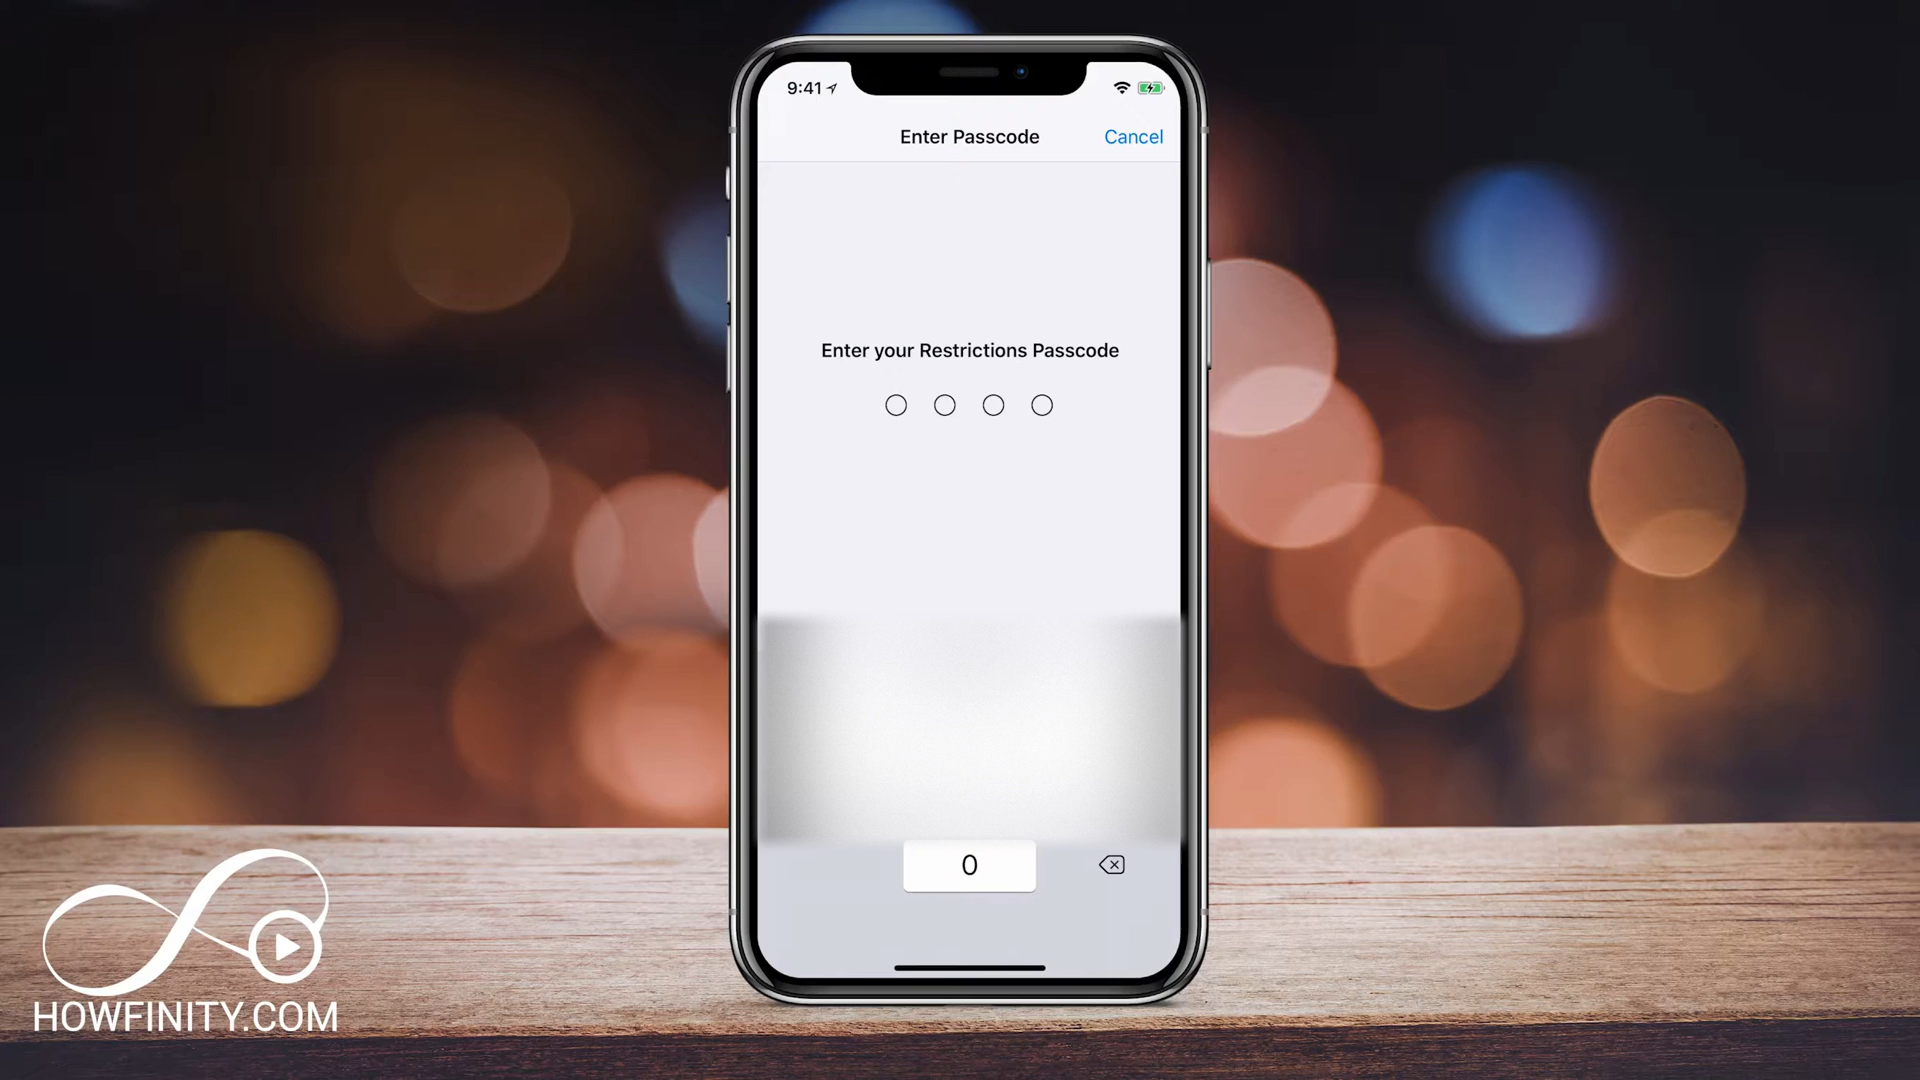 9:41
Enter Passcode
Cancel
Enter your Restrictions Passcode
0
HOWFINITY.COM